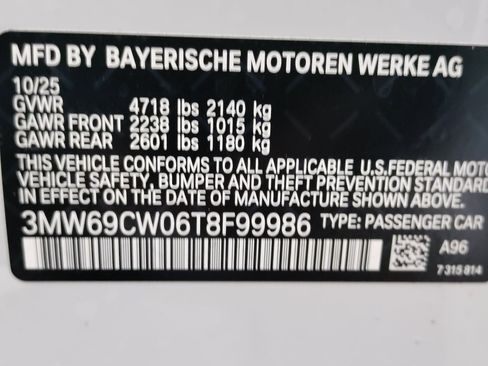 MFD BY BAYERISCHE MOTOREN WERKE AG
10/25
GVWR 4718 lbs 2140 kg
GAWR FRONT 2238 lbs 1015 kg
GAWR REAR 2601 lbs 1180 kg
THIS VEHICLE CONFORMS TO ALL APPLICABLE U.S.FEDERAL MOTO
VEHICLE SAFETY, BUMPER AND THEFT PREVENTION STANDARDS
IN EFFECT ON THE DATE OF MANUFACTURE SHOWN ABOVE.
3MW69CW06T8F99986 TYPE: PASSENGER CAR
A96
7 315 814